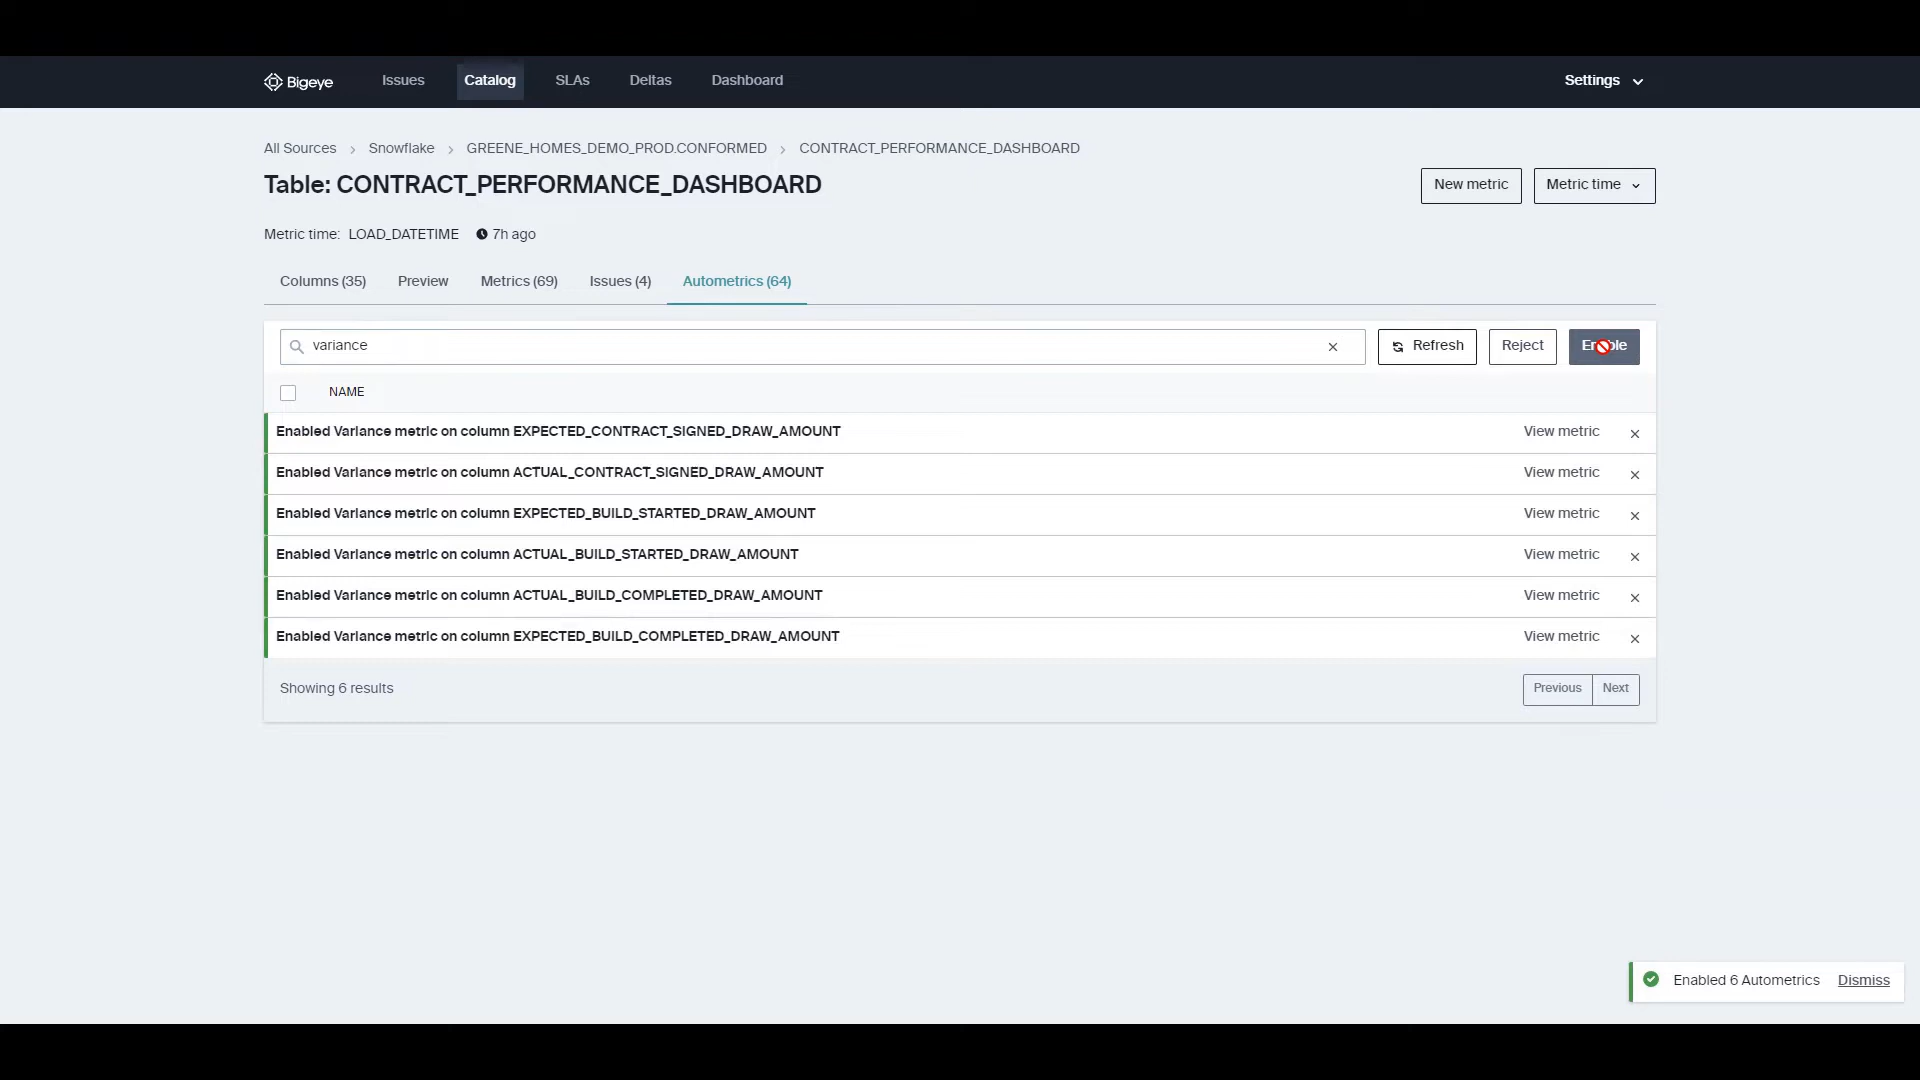 Bigeye
Issues
Catalog
SLAs
Deltas
Dashboard
Settings
All Sources > Snowflake > GREENE_HOMES_DEMO_PROD.CONFORMED > CONTRACT_PERFORMANCE_DASHBOARD
Table: CONTRACT_PERFORMANCE_DASHBOARD
New metric
Metric time
Metric time: LOAD_DATETIME 7h ago
Columns (35)
Preview
Metrics (69)
Issues (4)
Autometrics (64)
variance
Refresh
Reject
Enable
NAME
Enabled Variance metric on column EXPECTED_CONTRACT_SIGNED_DRAW_AMOUNT View metric
Enabled Variance metric on column ACTUAL_CONTRACT_SIGNED_DRAW_AMOUNT View metric
Enabled Variance metric on column EXPECTED_BUILD_STARTED_DRAW_AMOUNT View metric
Enabled Variance metric on column ACTUAL_BUILD_STARTED_DRAW_AMOUNT View metric
Enabled Variance metric on column ACTUAL_BUILD_COMPLETED_DRAW_AMOUNT View metric
Enabled Variance metric on column EXPECTED_BUILD_COMPLETED_DRAW_AMOUNT View metric
Showing 6 results
Previous
Next
Enabled 6 Autometrics Dismiss